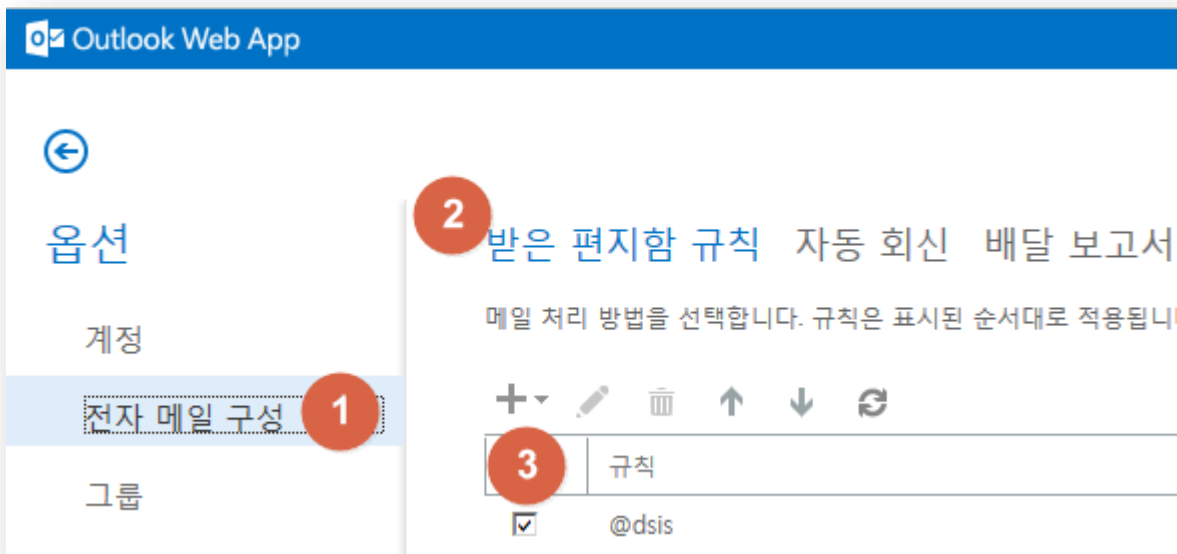 Outlook Web App
옵션
계정
전자 메일 구성 1
그룹
2
받은 편지함 규칙 자동 회신 배달 보고서
메일 처리 방법을 선택합니다. 규칙은 표시된 순서대로 적용됩니
3 규칙
@dsis